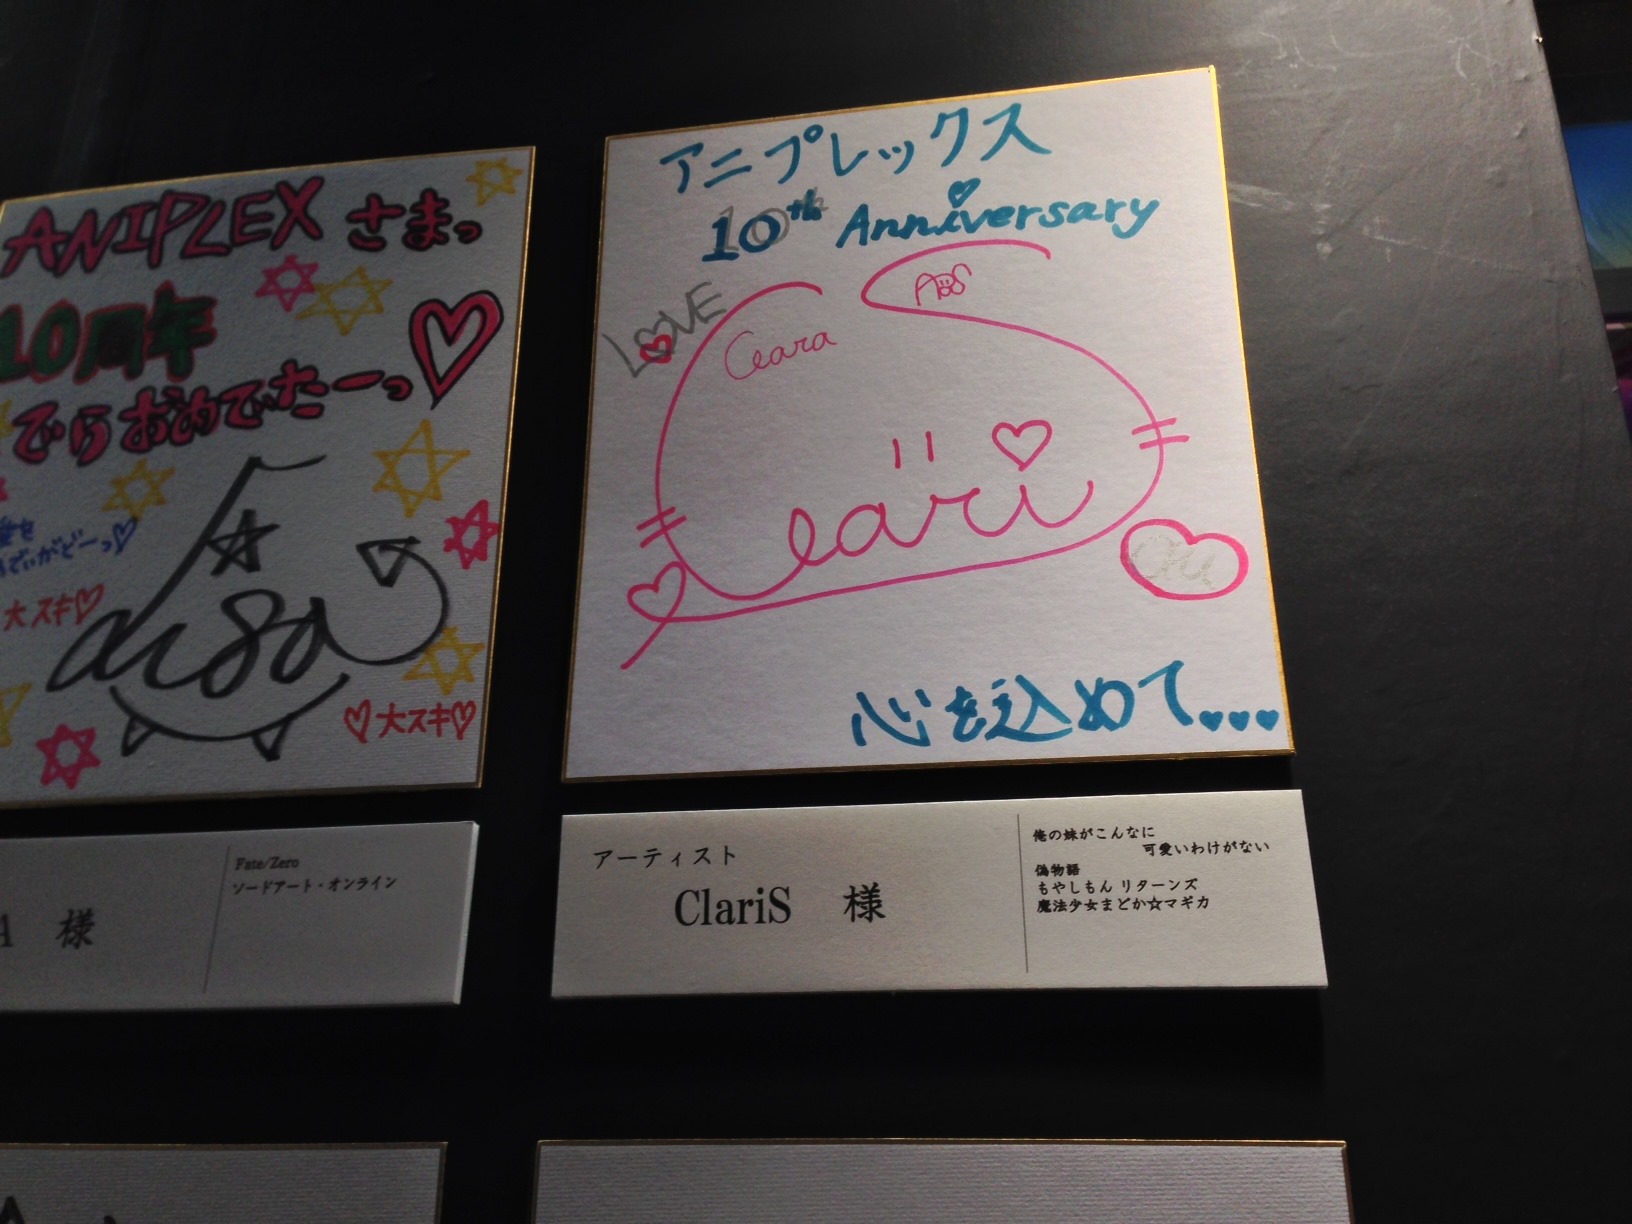 ANIPLEX さまっ
10周年
でらおめでたーっ
大スキ
LiSA
大スキ
Fate/Zero
ソードアート・オンライン
A 様
アニプレックス
10th Anniversary
LOVE
Clara
ClariS
心を込めて...
アーティスト
ClariS 様
俺の妹がこんなに
可愛いわけがない
偽物語
もやしもん リターンズ
魔法少女まどか☆マギカ